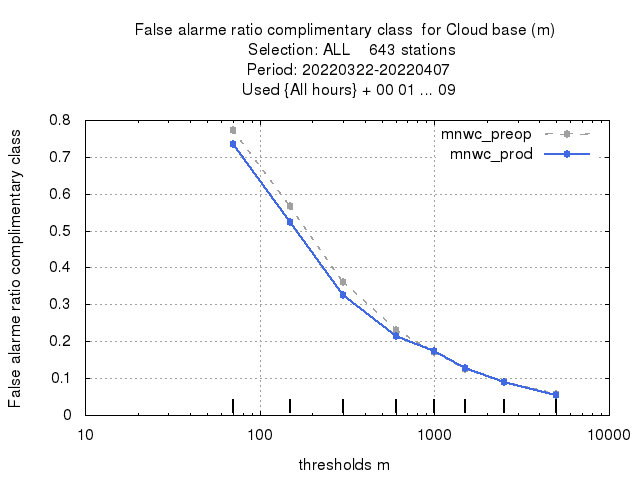 False alarme ratio complimentary class  for Cloud base (m)
Selection: ALL    643 stations
Period: 20220322-20220407
Used {All hours} + 00 01 ... 09
False alarme ratio complimentary class
0.8
0.7
0.6
0.5
0.4
0.3
0.2
0.1
0
mnwc_preop
mnwc_prod
10
100
1000
10000
thresholds m